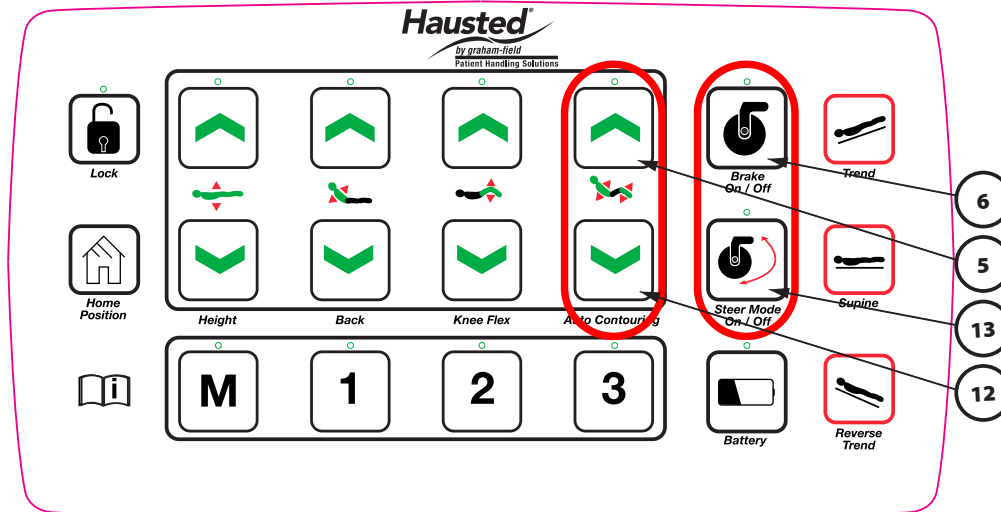 Hausted®
by graham-field
Patient Handling Solutions
Lock
Brake
On / Off
Trend
6
5
Home
Position
Height
Back
Knee Flex
Auto Contouring
Steer Mode
On / Off
Supine
13
12
i
M
1
2
3
Battery
Reverse
Trend